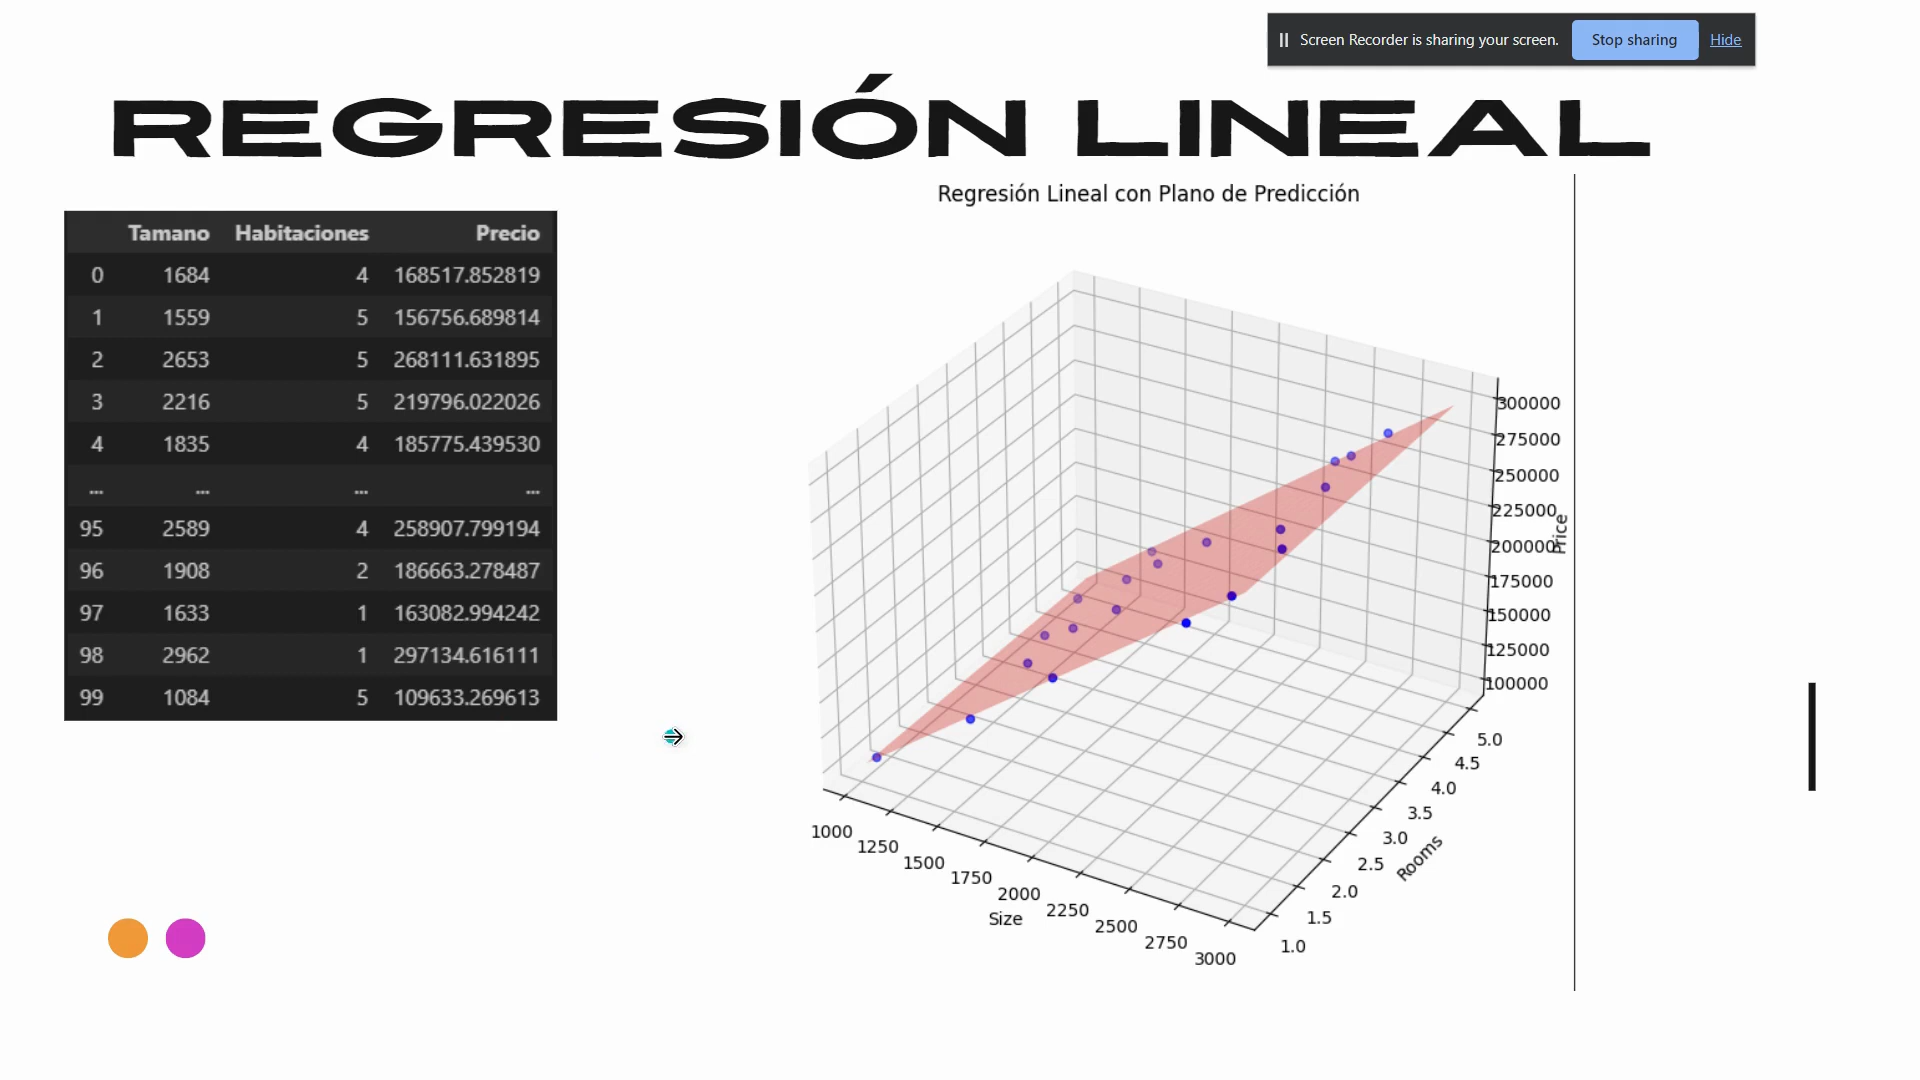 Screen Recorder is sharing your screen. Stop sharing Hide
REGRESIÓN LINEAL
Tamano Habitaciones Precio
0 1684 4 168517.852819
1 1559 5 156756.689814
2 2653 5 268111.631895
3 2216 5 219796.022026
4 1835 4 185775.439530
... ... ... ...
95 2589 4 258907.799194
96 1908 2 186663.278487
97 1633 1 163082.994242
98 2962 1 297134.616111
99 1084 5 109633.269613
Regresión Lineal con Plano de Predicción
300000
275000
250000
225000
200000
175000
150000
125000
100000
Price
5.0
4.5
4.0
3.5
3.0
2.5
2.0
1.5
1.0
Rooms
1000
1250
1500
1750
2000
2250
2500
2750
3000
Size